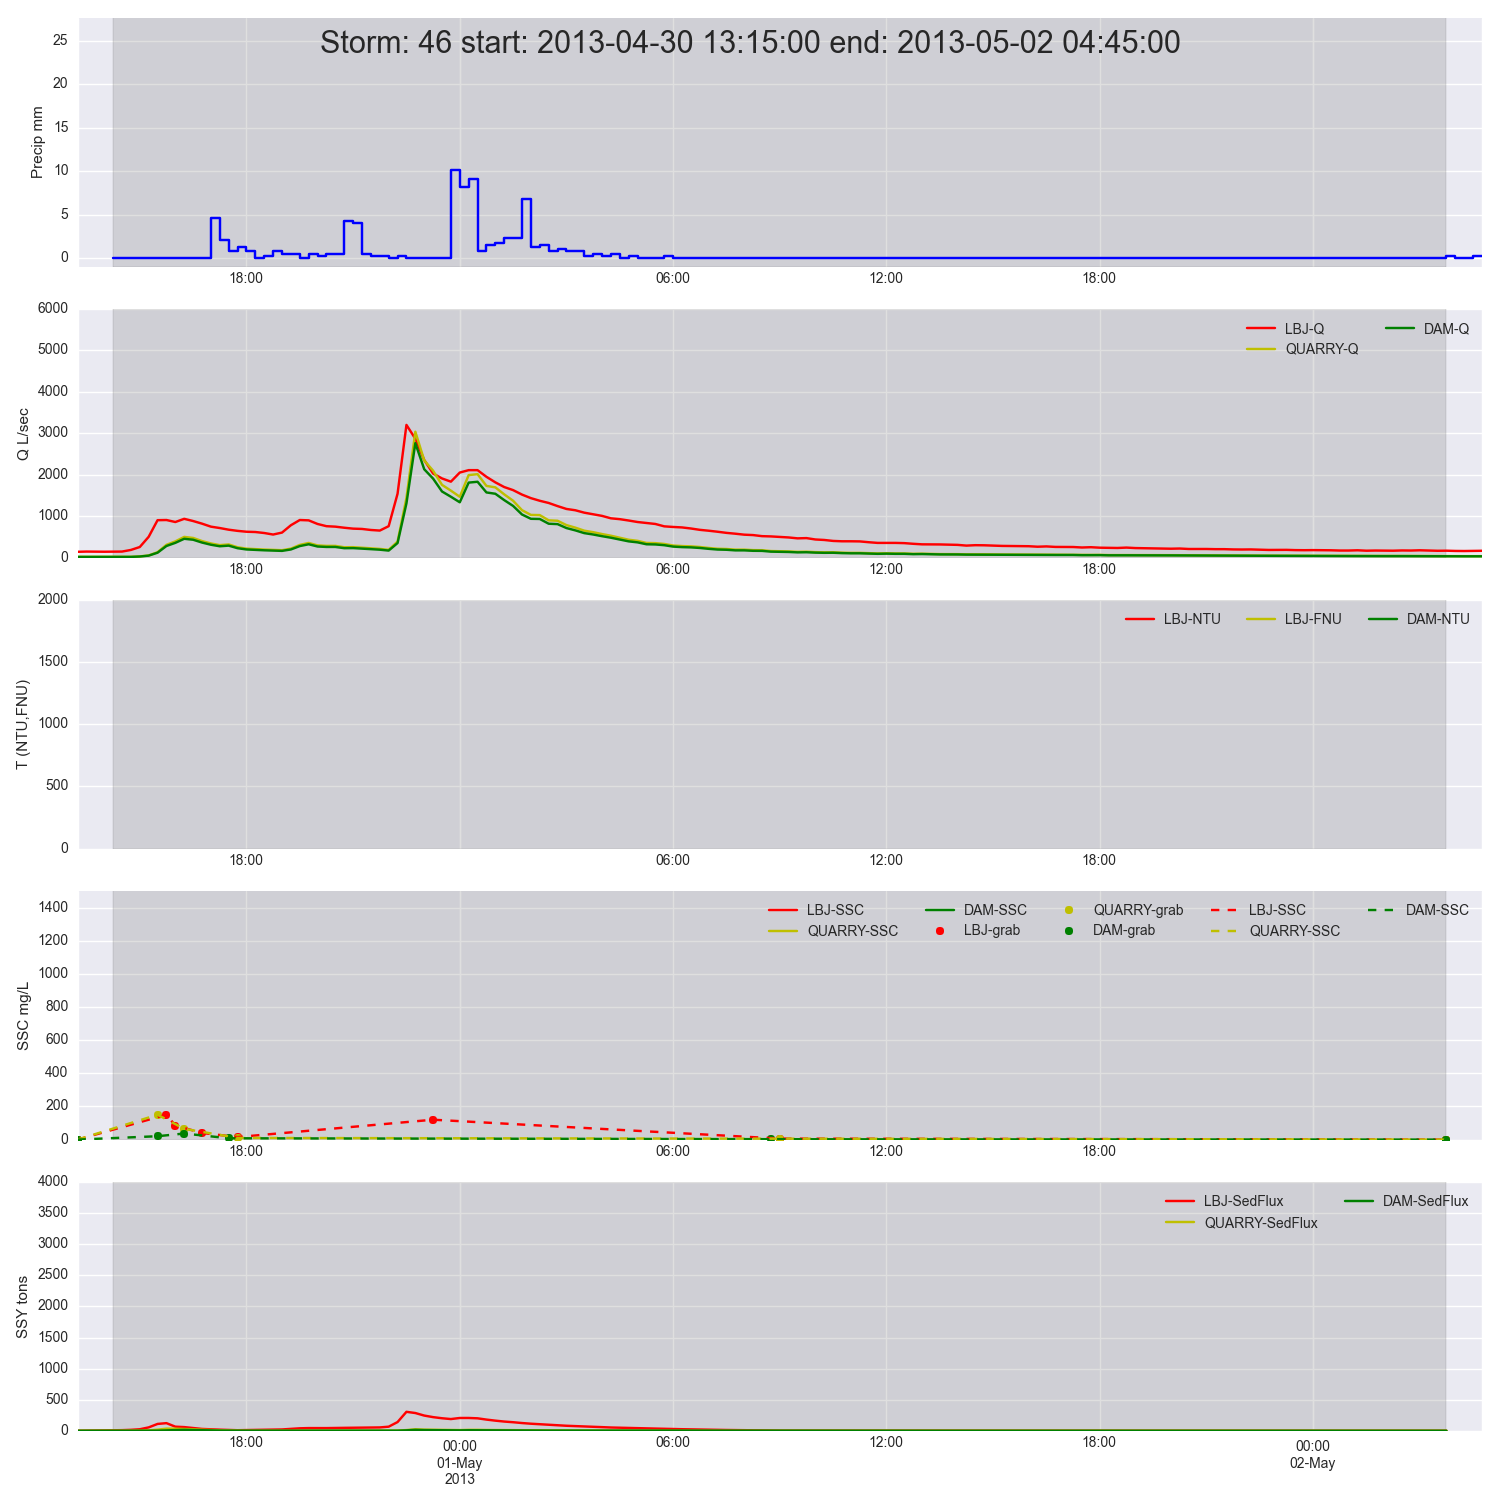 Storm: 46 start: 2013-04-30 13:15:00 end: 2013-05-02 04:45:00
25
20
15
10
5
0
Precip mm
18:00 06:00 12:00 18:00
6000
5000
4000
3000
2000
1000
0
Q L/sec
LBJ-Q DAM-Q
QUARRY-Q
18:00 06:00 12:00 18:00
2000
1500
1000
500
0
T (NTU,FNU)
LBJ-NTU LBJ-FNU DAM-NTU
18:00 06:00 12:00 18:00
1400
1200
1000
800
600
400
200
0
SSC mg/L
LBJ-SSC DAM-SSC QUARRY-grab LBJ-SSC DAM-SSC
QUARRY-SSC LBJ-grab DAM-grab QUARRY-SSC
18:00 06:00 12:00 18:00
4000
3500
3000
2500
2000
1500
1000
500
0
SSY tons
LBJ-SedFlux DAM-SedFlux
QUARRY-SedFlux
18:00 00:00 06:00 12:00 18:00 00:00
01-May 02-May
2013